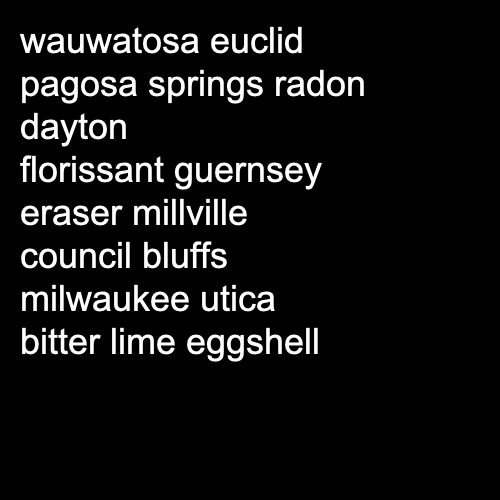 wauwatosa euclid
pagosa springs radon
dayton
florissant guernsey
eraser millville
council bluffs
milwaukee utica
bitter lime eggshell